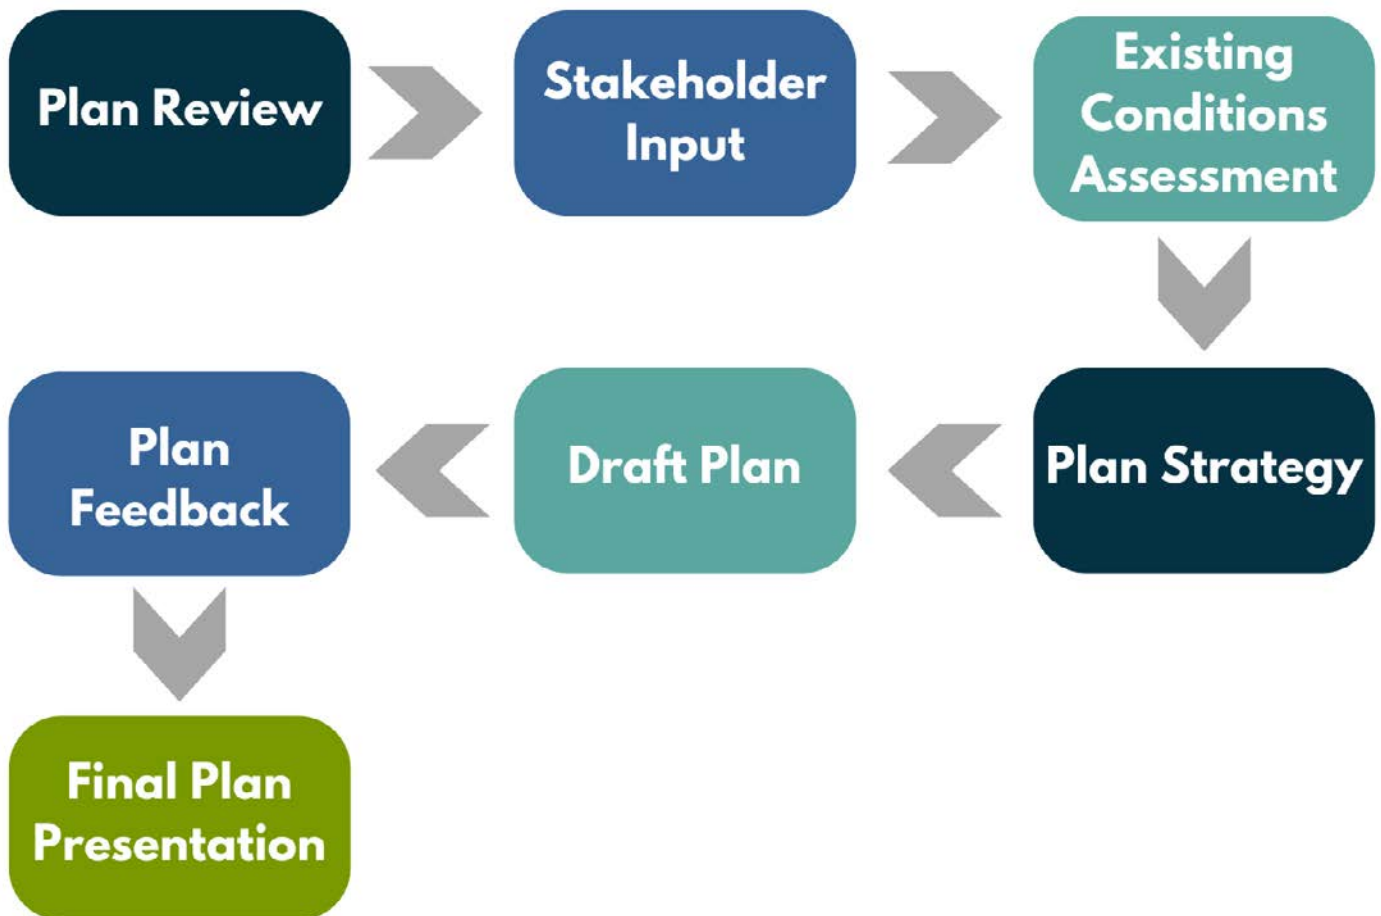 Plan Review
Stakeholder
Input
Existing
Conditions
Assessment
Plan Strategy
Draft Plan
Plan
Feedback
Final Plan
Presentation